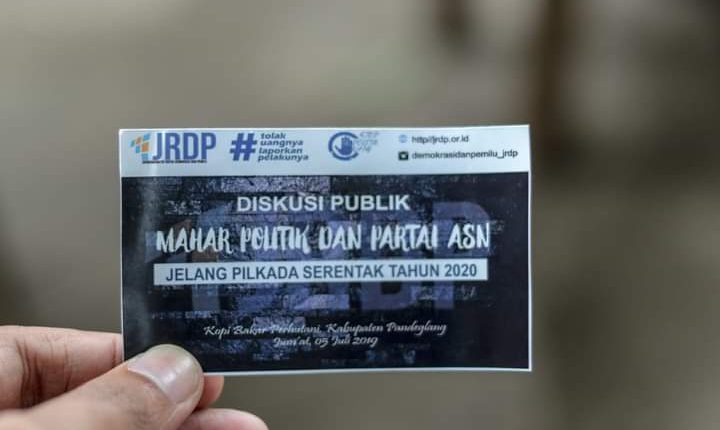 JRDP
#
tolak
uangnya
laporkan
pelakunya
http//jrdp.or.id
demokrasidanpemilu_jrdp
DISKUSI PUBLIK
MAHAR POLITIK DAN PARTAI ASN
JELANG PILKADA SERENTAK TAHUN 2020
Kopi Bakar Perhutani, Kabupaten Pandeglang
Jum'at, 05 Juli 2019